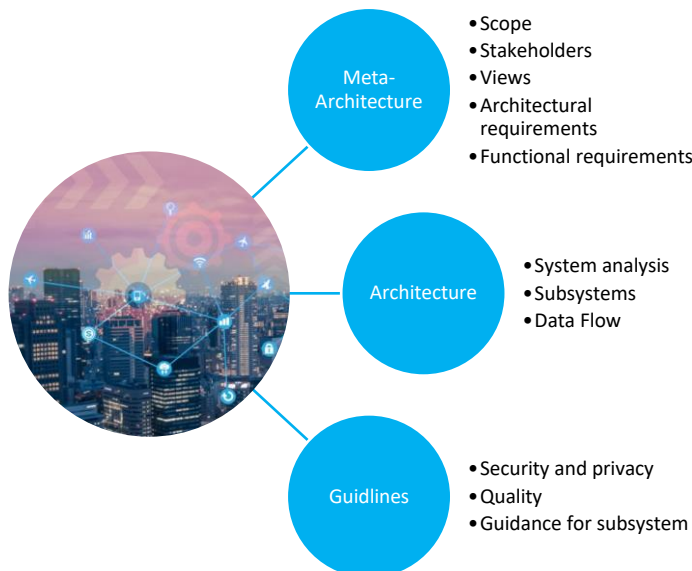 Meta-
Architecture
•Scope
•Stakeholders
•Views
•Architectural
requirements
•Functional requirements
Architecture
•System analysis
•Subsystems
•Data Flow
Guidlines
•Security and privacy
•Quality
•Guidance for subsystem